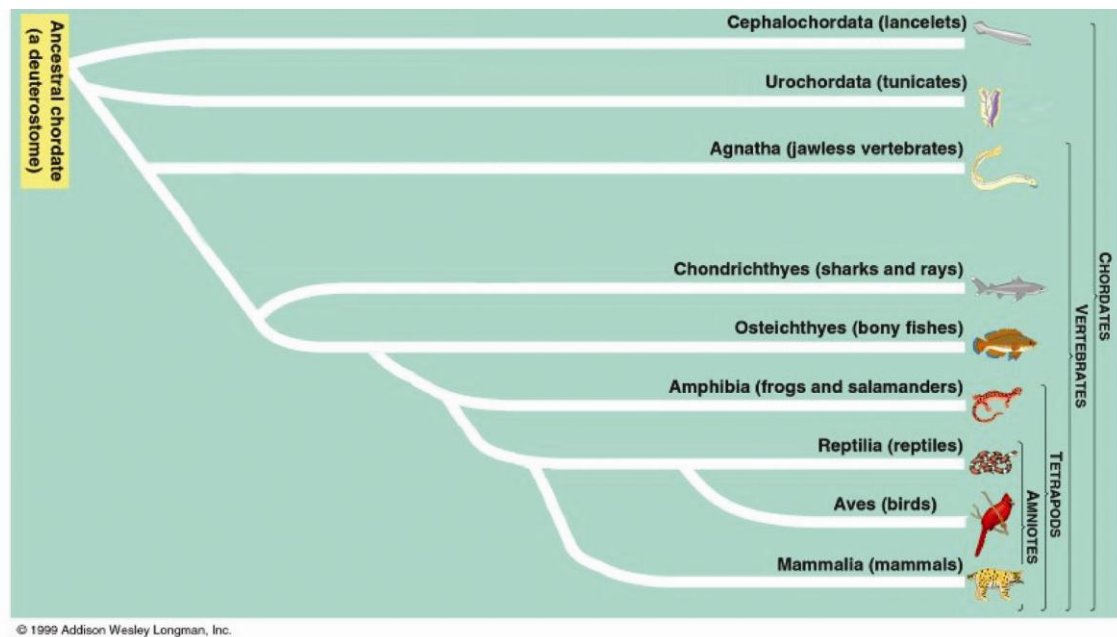 Ancestral chordate
(a deuterostome)
Cephalochordata (lancelets)
Urochordata (tunicates)
Agnatha (jawless vertebrates)
Chondrichthyes (sharks and rays)
Osteichthyes (bony fishes)
Amphibia (frogs and salamanders)
Reptilia (reptiles)
Aves (birds)
Mammalia (mammals)
AMNIOTES
TETRAPODS
VERTEBRATES
CHORDATES
© 1999 Addison Wesley Longman, Inc.